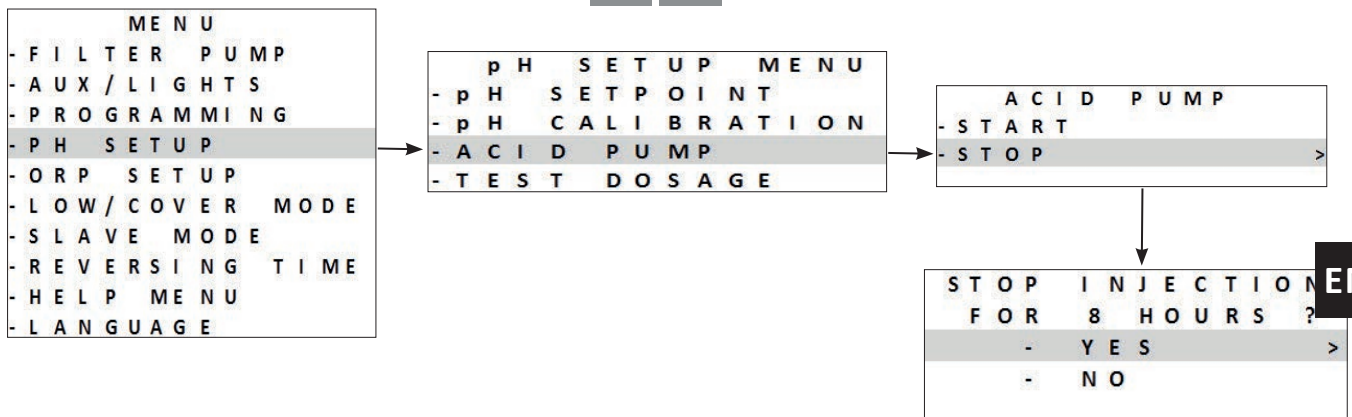 MENU
- FILTER PUMP
- AUX/LIGHTS
- PROGRAMMING
- PH SETUP
- ORP SETUP
- LOW/COVER MODE
- SLAVE MODE
- REVERSING TIME
- HELP MENU
- LANGUAGE
pH SETUP MENU
- pH SETPOINT
- pH CALIBRATION
- ACID PUMP
- TEST DOSAGE
ACID PUMP
- START
- STOP >
STOP INJECTION
FOR 8 HOURS ?
- YES >
- NO